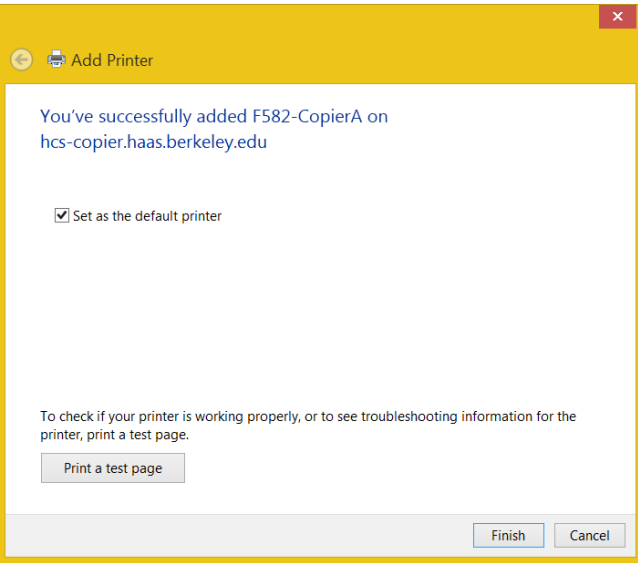 Add Printer
You've successfully added F582-CopierA on
hcs-copier.haas.berkeley.edu
Set as the default printer
To check if your printer is working properly, or to see troubleshooting information for the
printer, print a test page.
Print a test page
Finish Cancel